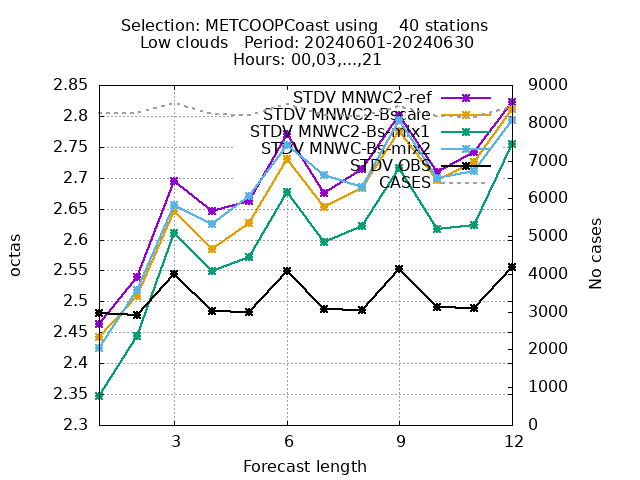 Selection: METCOOPCoast using    40 stations
Low clouds   Period: 20240601-20240630
Hours: 00,03,...,21
STDV MNWC2-ref
STDV MNWC2-Bscale
STDV MNWC2-Bs-mix1
STDV MNWC-Bs-mix2
STDV OBS
CASES
2.85
2.8
2.75
2.7
2.65
2.6
2.55
2.5
2.45
2.4
2.35
2.3
9000
8000
7000
6000
5000
4000
3000
2000
1000
0
octas
No cases
3 6 9 12
Forecast length